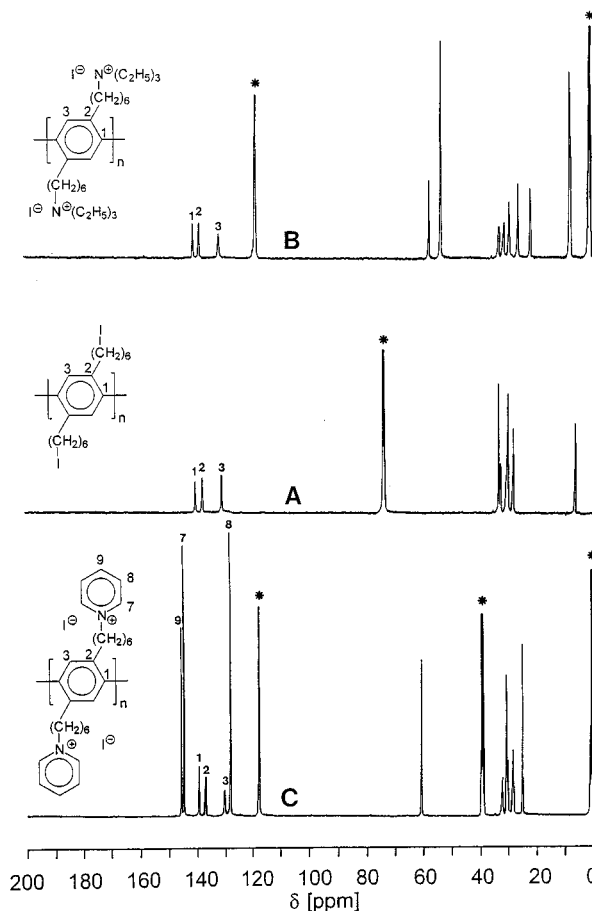 I⊖ N⊕(C₂H₅)₃
(CH₂)₆
3 2 1
n
(CH₂)₆
I⊖ N⊕(C₂H₅)₃
1 2 3 * * B
I
(CH₂)₆
3 2 1
n
(CH₂)₆
I
1 2 3 * A
9
8
7
N⊕
I⊖
(CH₂)₆
3 2 1
n
(CH₂)₆
N⊕ I⊖
9 7 1 2 3 8 * * * C
200 180 160 140 120 100 80 60 40 20 0
δ [ppm]